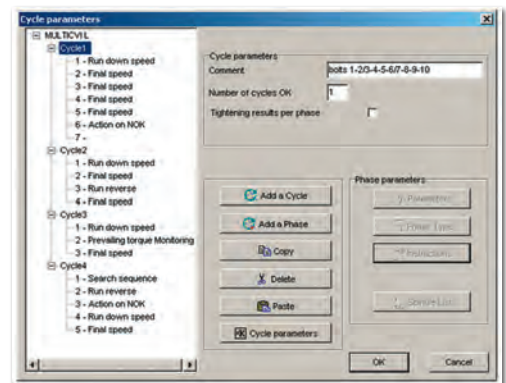 Cycle parameters
MULTICVIL
Cycle1
1 - Run down speed
2 - Final speed
3 - Final speed
4 - Final speed
5 - Final speed
6 - Action on NOK
7 -
Cycle2
1 - Run down speed
2 - Final speed
3 - Run reverse
4 - Final speed
Cycle3
1 - Run down speed
2 - Prevailing torque Monitoring
3 - Final speed
Cycle4
1 - Search sequence
2 - Run reverse
3 - Action on NOK
4 - Run down speed
5 - Final speed
Cycle parameters
Comment bolts 1-2/3-4-5-6/7-8-9-10
Number of cycles OK 1
Tightening results per phase
Add a Cycle
Add a Phase
Copy
Delete
Paste
Cycle parameters
Phase parameters
Parameters
Instructions
OK
Cancel